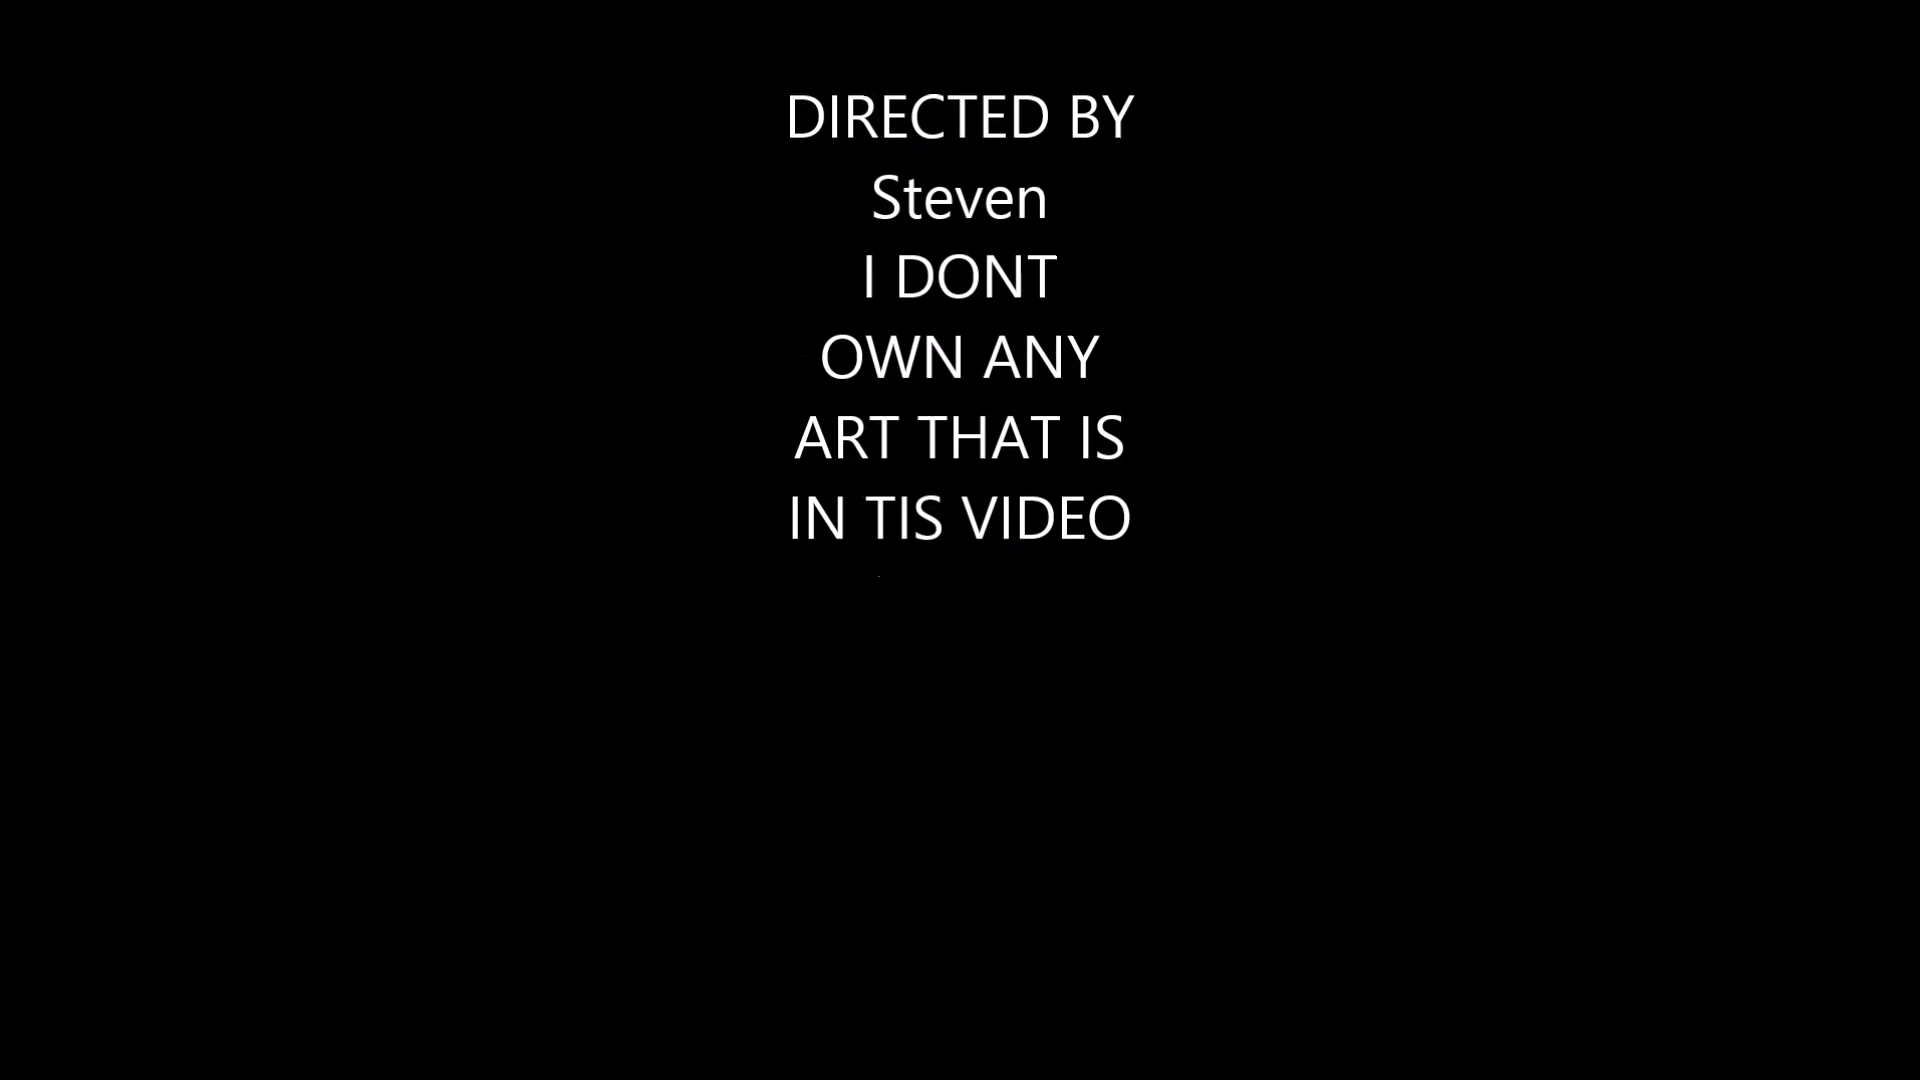 DIRECTED BY
Steven
I DONT
OWN ANY
ART THAT IS
IN TIS VIDEO